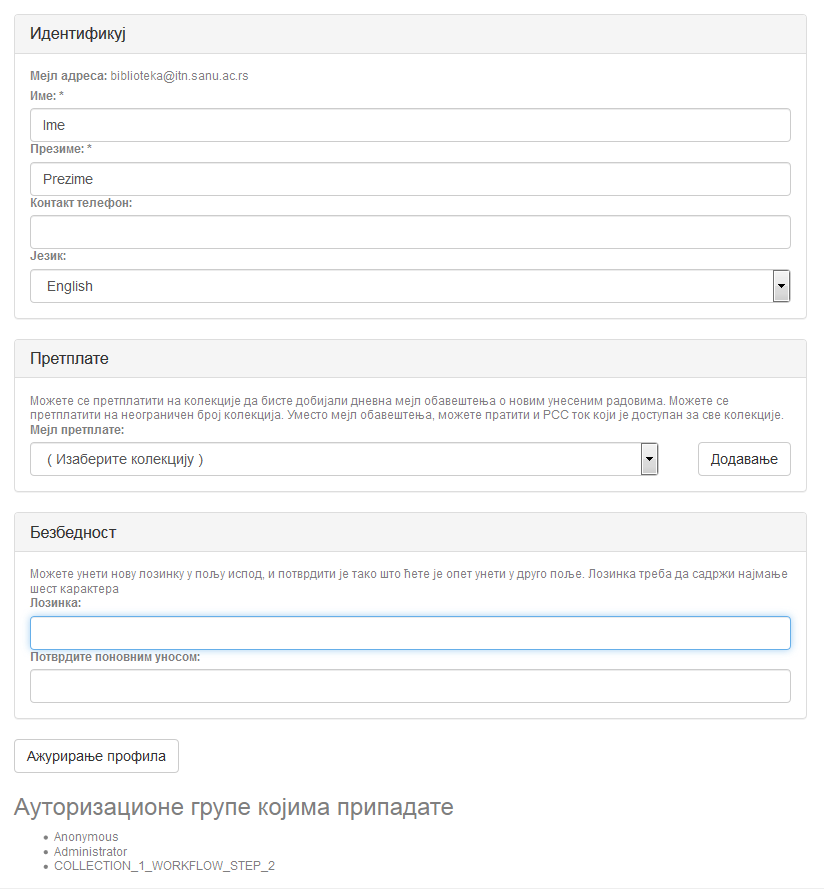 Идентификуј
Мејл адреса: biblioteka@itn.sanu.ac.rs
Име: *
Ime
Презиме: *
Prezime
Контакт телефон:
Језик:
English
Претплате
Можете се претплатити на колекције да бисте добијали дневна мејл обавештења о новим унесеним радовима. Можете се
претплатити на неограничен број колекција. Уместо мејл обавештења, можете пратити и РСС ток који је доступан за све колекције.
Мејл претплате:
( Изаберите колекцију )
Додавање
Безбедност
Можете унети нову лозинку у пољу испод, и потврдити је тако што ћете је опет унети у друго поље. Лозинка треба да садржи најмање
шест карактера
Лозинка:
Потврдите поновним уносом:
Ажурирање профила
Ауторизационе групе којима припадате
Anonymous
Administrator
COLLECTION_1_WORKFLOW_STEP_2